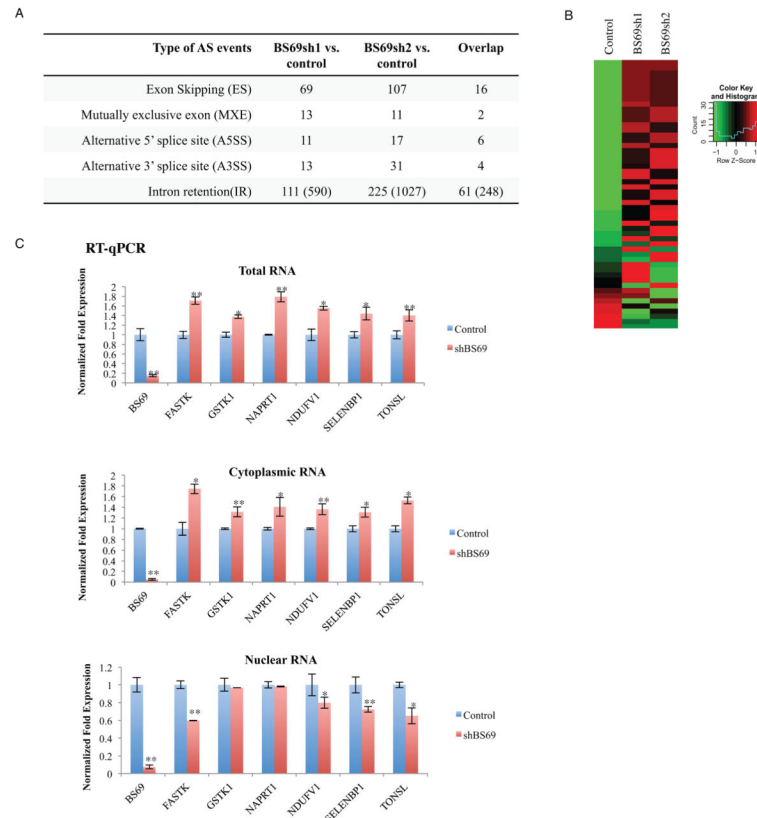 A
Type of AS events BS69sh1 vs. control BS69sh2 vs. control Overlap
Exon Skipping (ES) 69 107 16
Mutually exclusive exon (MXE) 13 11 2
Alternative 5' splice site (A5SS) 11 17 6
Alternative 3' splice site (A3SS) 13 31 4
Intron retention(IR) 111 (590) 225 (1027) 61 (248)
B
Control
BS69sh1
BS69sh2
Color Key
and Histogram
Count
0 15 30
-1 0 1
Row Z-Score
C
RT-qPCR
Total RNA
Normalized Fold Expression
2
1.8
1.6
1.4
1.2
1
0.8
0.6
0.4
0.2
0
** ** * ** * * **
BS69 FASTK GSTK1 NAPRT1 NDUFV1 SELENBP1 TONSL
Control
shBS69
Cytoplasmic RNA
Normalized Fold Expression
2
1.8
1.6
1.4
1.2
1
0.8
0.6
0.4
0.2
0
** * ** * ** * *
BS69 FASTK GSTK1 NAPRT1 NDUFV1 SELENBP1 TONSL
Control
shBS69
Nuclear RNA
Normalized Fold Expression
1.2
1
0.8
0.6
0.4
0.2
0
** ** * ** *
BS69 FASTK GSTK1 NAPRT1 NDUFV1 SELENBP1 TONSL
Control
shBS69